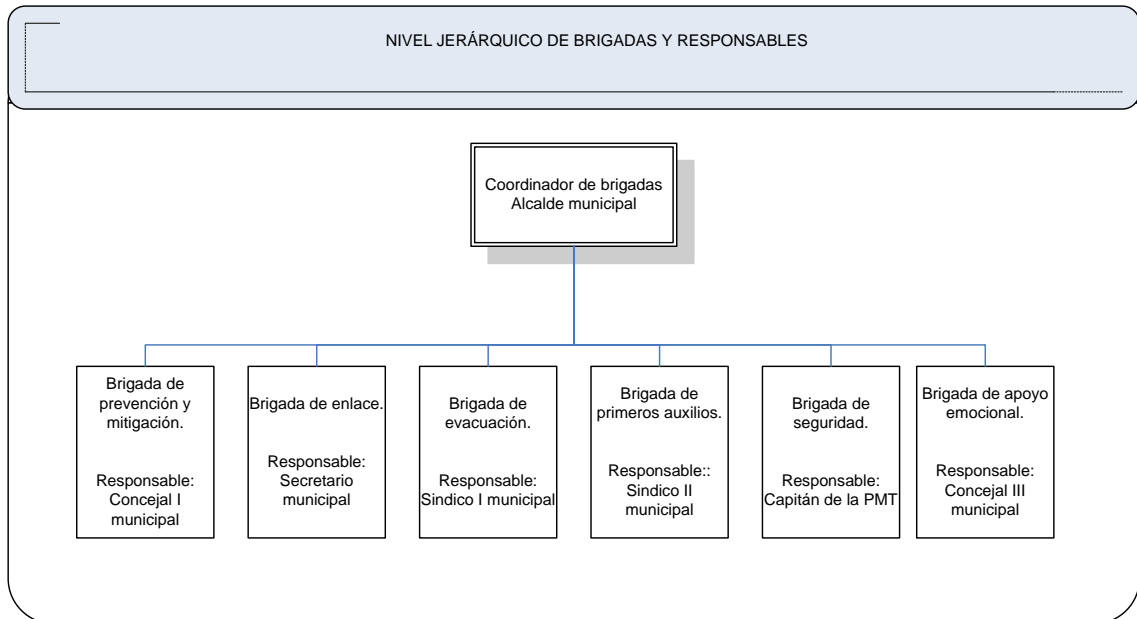 NIVEL JERÁRQUICO DE BRIGADAS Y RESPONSABLES
Coordinador de brigadas
Alcalde municipal
Brigada de
prevención y
mitigación.
Responsable:
Concejal I
municipal
Brigada de enlace.
Responsable:
Secretario
municipal
Brigada de
evacuación.
Responsable:
Sindico I municipal
Brigada de
primeros auxilios.
Responsable::
Sindico II
municipal
Brigada de
seguridad.
Responsable:
Capitán de la PMT
Brigada de apoyo
emocional.
Responsable:
Concejal III
municipal